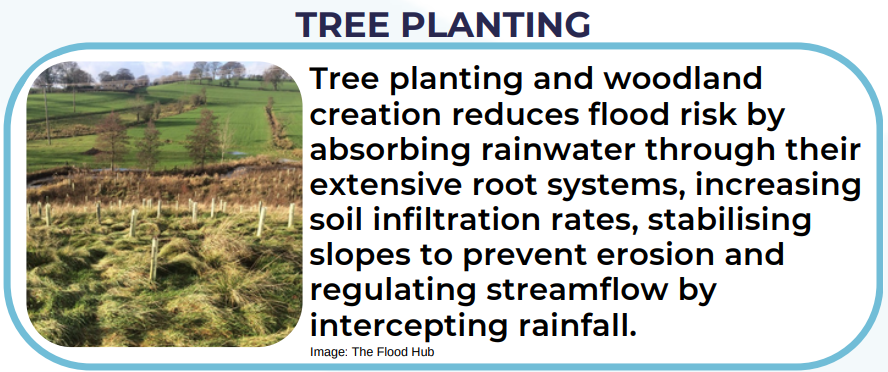 TREE PLANTING
Tree planting and woodland
creation reduces flood risk by
absorbing rainwater through their
extensive root systems, increasing
soil infiltration rates, stabilising
slopes to prevent erosion and
regulating streamflow by
intercepting rainfall.
Image: The Flood Hub